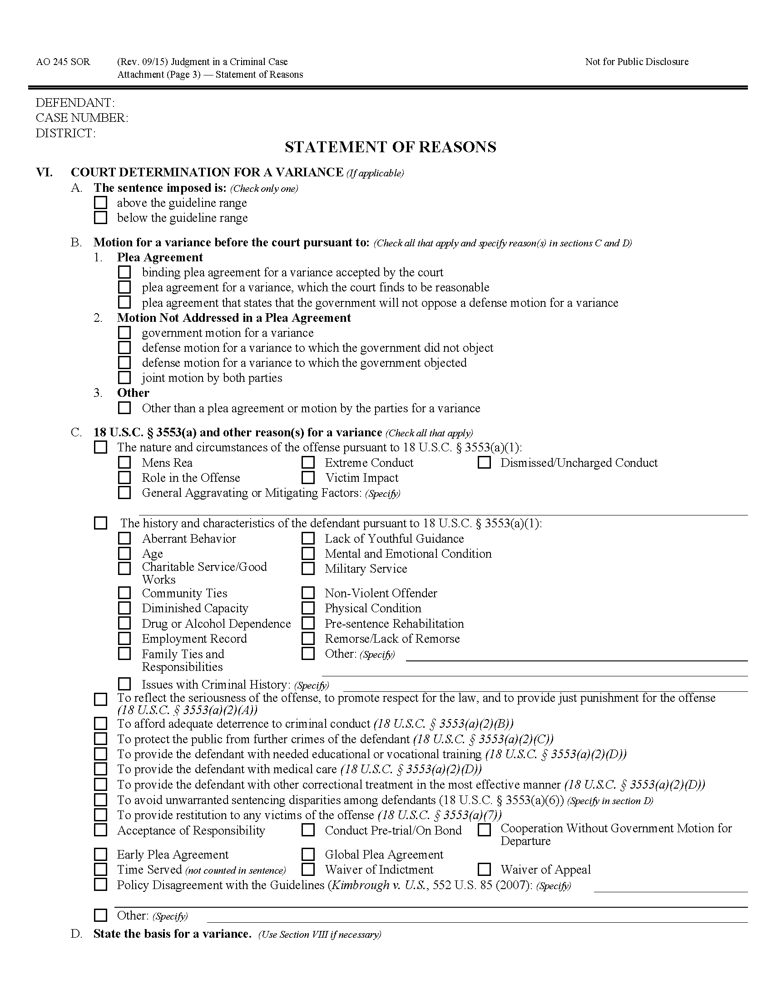 AO 245 SOR (Rev. 09/15) Judgment in a Criminal Case Not for Public Disclosure
Attachment (Page 3) — Statement of Reasons
DEFENDANT:
CASE NUMBER:
DISTRICT:
STATEMENT OF REASONS
VI. COURT DETERMINATION FOR A VARIANCE (If applicable)
A. The sentence imposed is: (Check only one)
above the guideline range
below the guideline range
B. Motion for a variance before the court pursuant to: (Check all that apply and specify reason(s) in sections C and D)
1. Plea Agreement
binding plea agreement for a variance accepted by the court
plea agreement for a variance, which the court finds to be reasonable
plea agreement that states that the government will not oppose a defense motion for a variance
2. Motion Not Addressed in a Plea Agreement
government motion for a variance
defense motion for a variance to which the government did not object
defense motion for a variance to which the government objected
joint motion by both parties
3. Other
Other than a plea agreement or motion by the parties for a variance
C. 18 U.S.C. § 3553(a) and other reason(s) for a variance (Check all that apply)
The nature and circumstances of the offense pursuant to 18 U.S.C. § 3553(a)(1):
Mens Rea Extreme Conduct Dismissed/Uncharged Conduct
Role in the Offense Victim Impact
General Aggravating or Mitigating Factors: (Specify)
The history and characteristics of the defendant pursuant to 18 U.S.C. § 3553(a)(1):
Aberrant Behavior Lack of Youthful Guidance
Age Mental and Emotional Condition
Charitable Service/Good Military Service
Works
Community Ties Non-Violent Offender
Diminished Capacity Physical Condition
Drug or Alcohol Dependence Pre-sentence Rehabilitation
Employment Record Remorse/Lack of Remorse
Family Ties and Other: (Specify)
Responsibilities
Issues with Criminal History: (Specify)
To reflect the seriousness of the offense, to promote respect for the law, and to provide just punishment for the offense
(18 U.S.C. § 3553(a)(2)(A))
To afford adequate deterrence to criminal conduct (18 U.S.C. § 3553(a)(2)(B))
To protect the public from further crimes of the defendant (18 U.S.C. § 3553(a)(2)(C))
To provide the defendant with needed educational or vocational training (18 U.S.C. § 3553(a)(2)(D))
To provide the defendant with medical care (18 U.S.C. § 3553(a)(2)(D))
To provide the defendant with other correctional treatment in the most effective manner (18 U.S.C. § 3553(a)(2)(D))
To avoid unwarranted sentencing disparities among defendants (18 U.S.C. § 3553(a)(6)) (Specify in section D)
To provide restitution to any victims of the offense (18 U.S.C. § 3553(a)(7))
Acceptance of Responsibility Conduct Pre-trial/On Bond Cooperation Without Government Motion for
Departure
Early Plea Agreement Global Plea Agreement
Time Served (not counted in sentence) Waiver of Indictment Waiver of Appeal
Policy Disagreement with the Guidelines (Kimbrough v. U.S., 552 U.S. 85 (2007): (Specify)
Other: (Specify)
D. State the basis for a variance. (Use Section VIII if necessary)